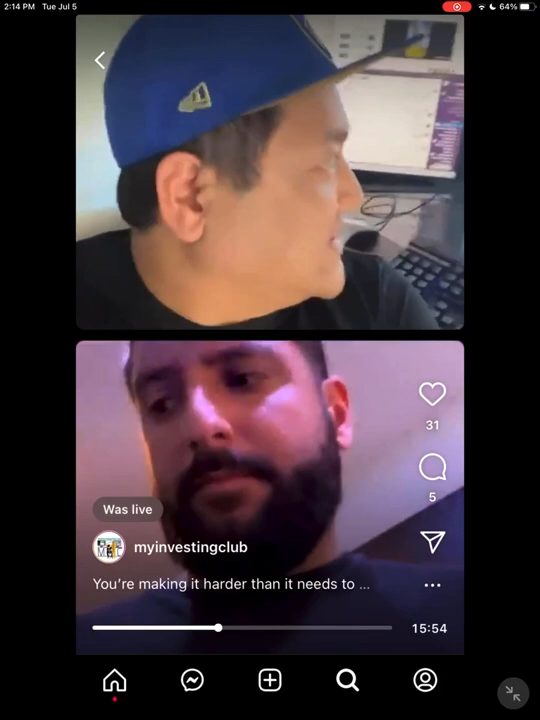 2:14 PM Tue Jul 5
64%
31
5
Was live
myinvestingclub
You're making it harder than it needs to ...
15:54